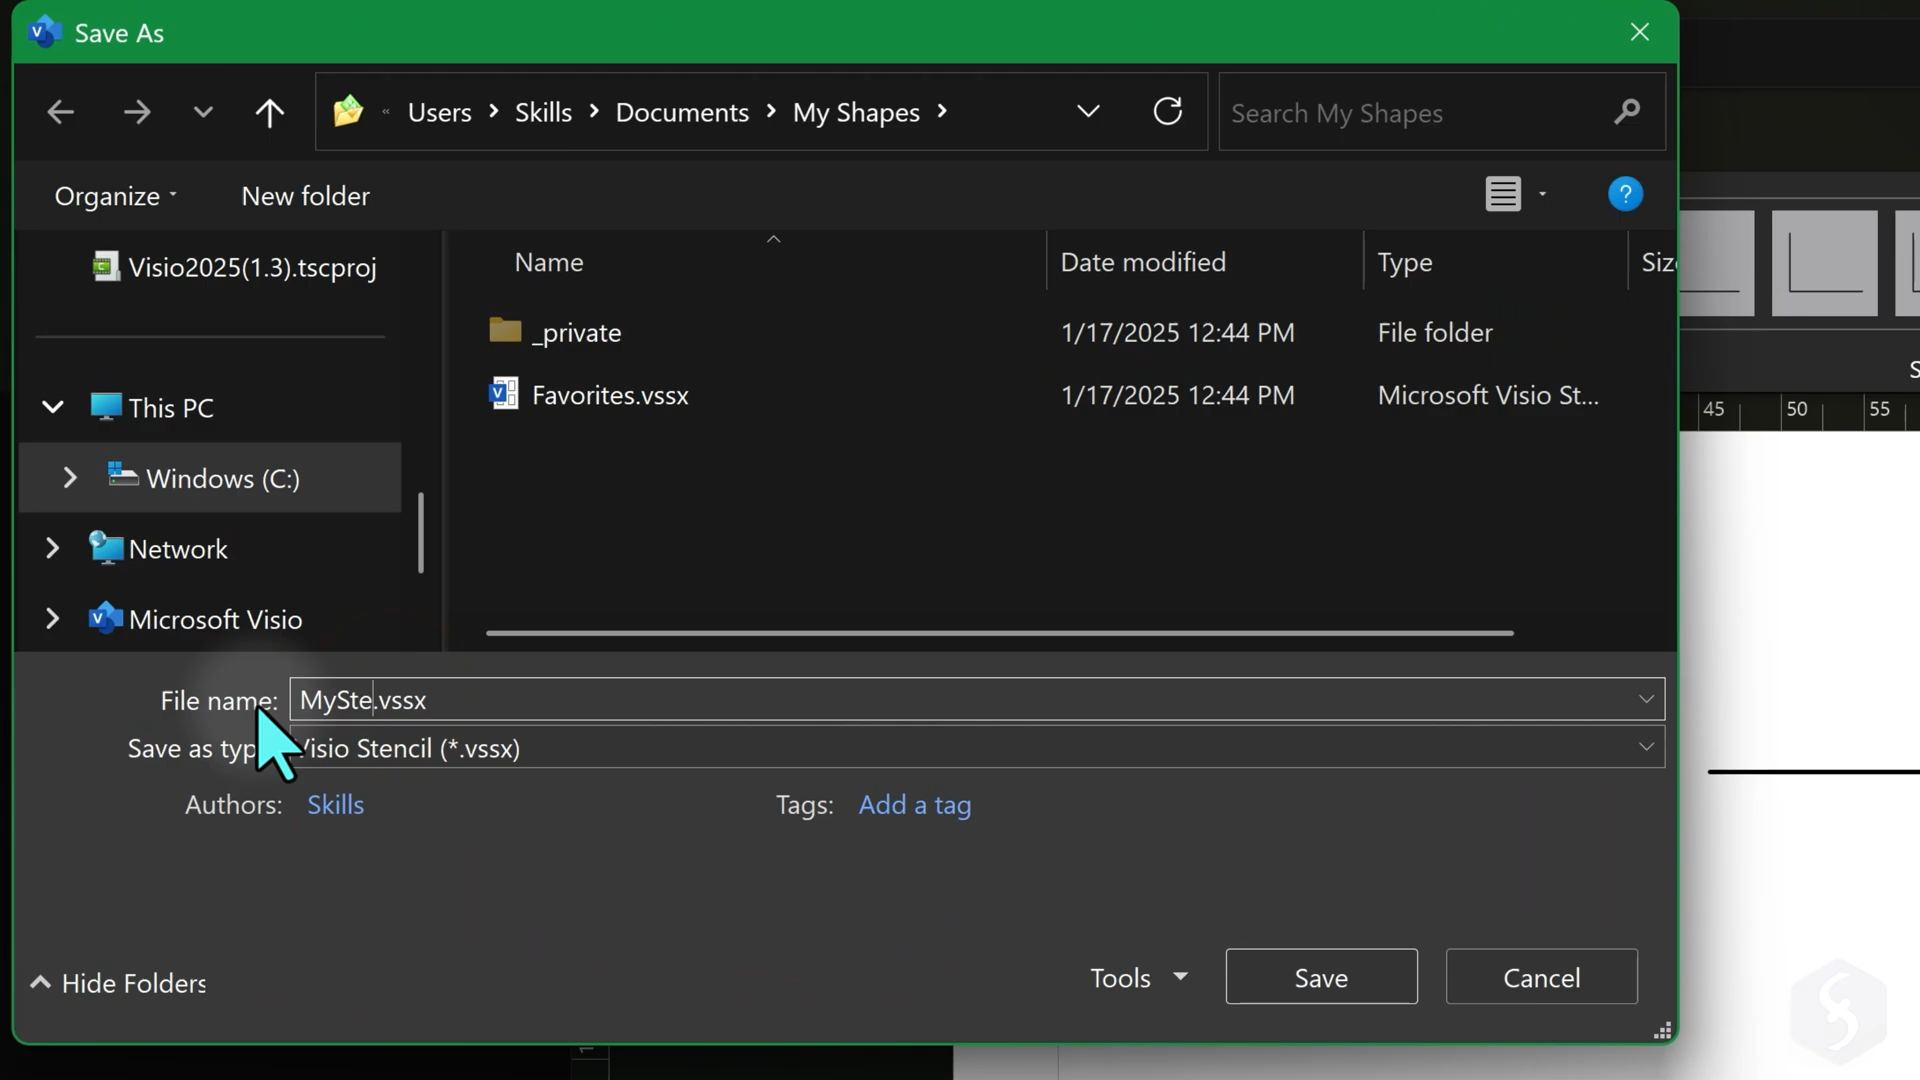 Save As
Users > Skills > Documents > My Shapes >
Search My Shapes
Organize
New folder
?
Visio2025(1.3).tscproj
This PC
Windows (C:)
Network
Microsoft Visio
Name
Date modified
Type
_private
1/17/2025 12:44 PM
File folder
Favorites.vssx
1/17/2025 12:44 PM
Microsoft Visio St...
45 50 55
File name: MySte.vssx
Save as typ
Visio Stencil (*.vssx)
Authors: Skills
Tags: Add a tag
Hide Folders
Tools
Save
Cancel